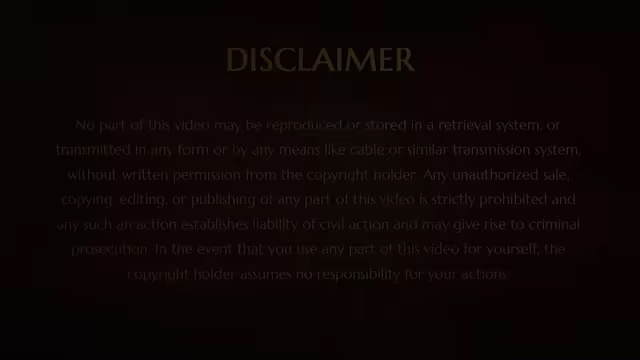 DISCLAIMER
No part of this video may be reproduced or stored in a retrieval system, or
transmitted in any form or by any means like cable or similar transmission system,
without written permission from the copyright holder. Any unauthorized sale,
copying, editing, or publishing of any part of this video is strictly prohibited and
any such an action establishes liability of civil action and may give rise to criminal
prosecution. In the event that you use any part of this video for yourself, the
copyright holder assumes no responsibility for your actions.